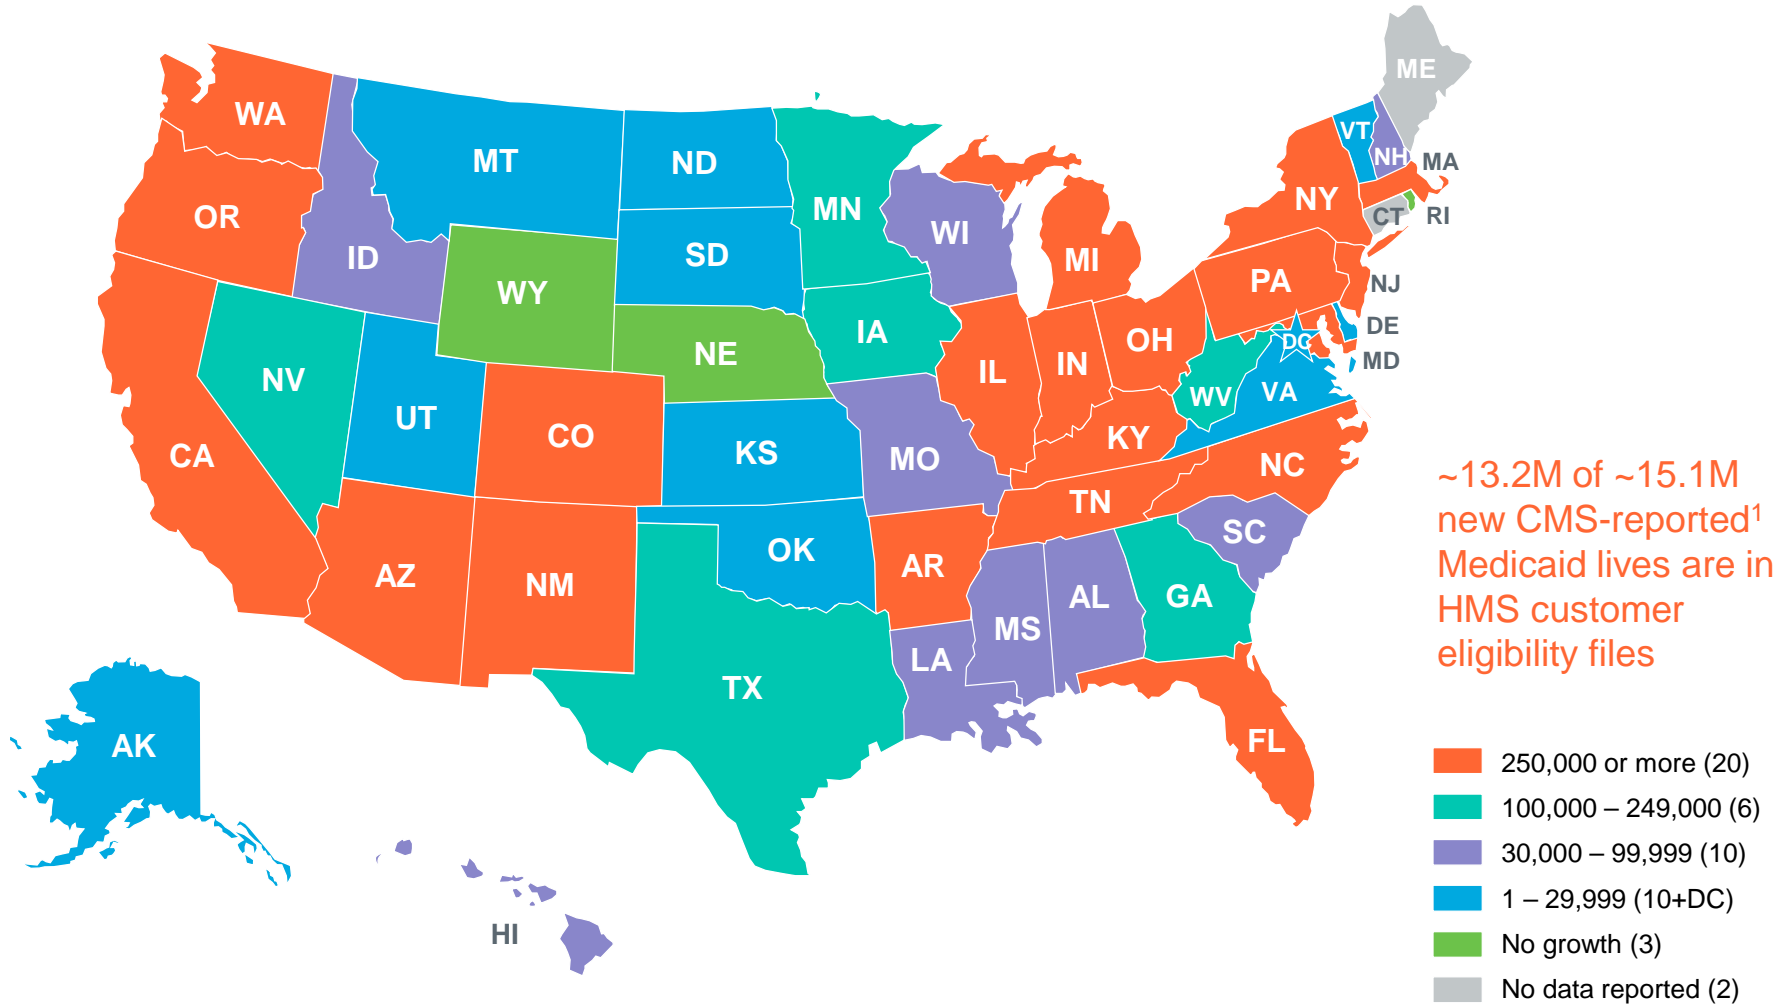 ME
WA
VT
NH
MA
MT
ND
OR
MN
NY
RI
CT
WI
ID
SD
MI
PA
NJ
WY
IA
DE
OH
DC
NE
MD
IN
IL
NV
WV
VA
UT
CO
KY
KS
MO
CA
NC
TN
SC
OK
AR
AZ
NM
AL
GA
MS
LA
TX
FL
AK
HI
~13.2M of ~15.1M
new CMS-reported¹
Medicaid lives are in
HMS customer
eligibility files
250,000 or more (20)
100,000 – 249,000 (6)
30,000 – 99,999 (10)
1 – 29,999 (10+DC)
No growth (3)
No data reported (2)